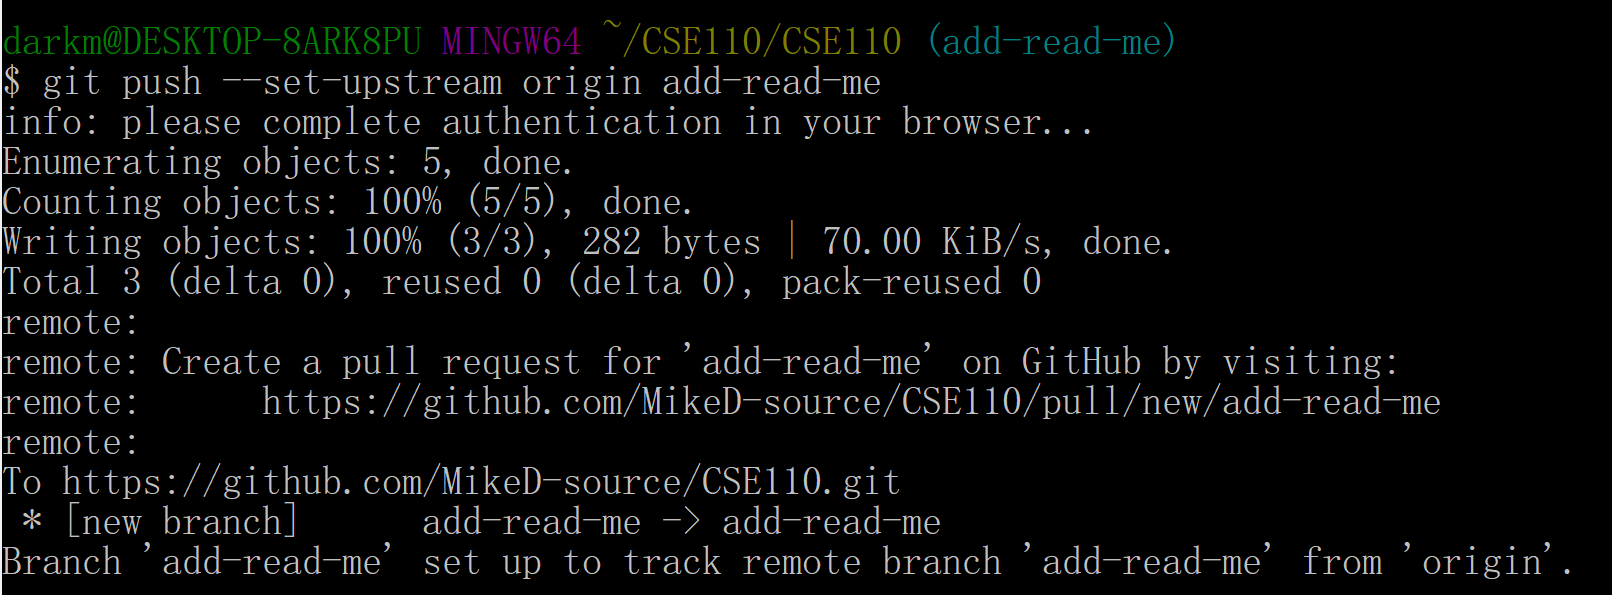 darkm@DESKTOP-8ARK8PU MINGW64 ~/CSE110/CSE110 (add-read-me)
$ git push --set-upstream origin add-read-me
info: please complete authentication in your browser...
Enumerating objects: 5, done.
Counting objects: 100% (5/5), done.
Writing objects: 100% (3/3), 282 bytes | 70.00 KiB/s, done.
Total 3 (delta 0), reused 0 (delta 0), pack-reused 0
remote:
remote: Create a pull request for 'add-read-me' on GitHub by visiting:
remote:      https://github.com/MikeD-source/CSE110/pull/new/add-read-me
remote:
To https://github.com/MikeD-source/CSE110.git
 * [new branch]      add-read-me -> add-read-me
Branch 'add-read-me' set up to track remote branch 'add-read-me' from 'origin'.